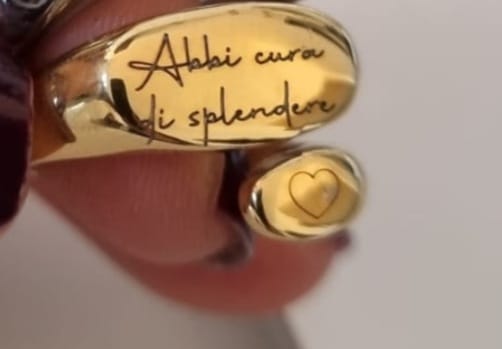 Abbi cura
di splendere